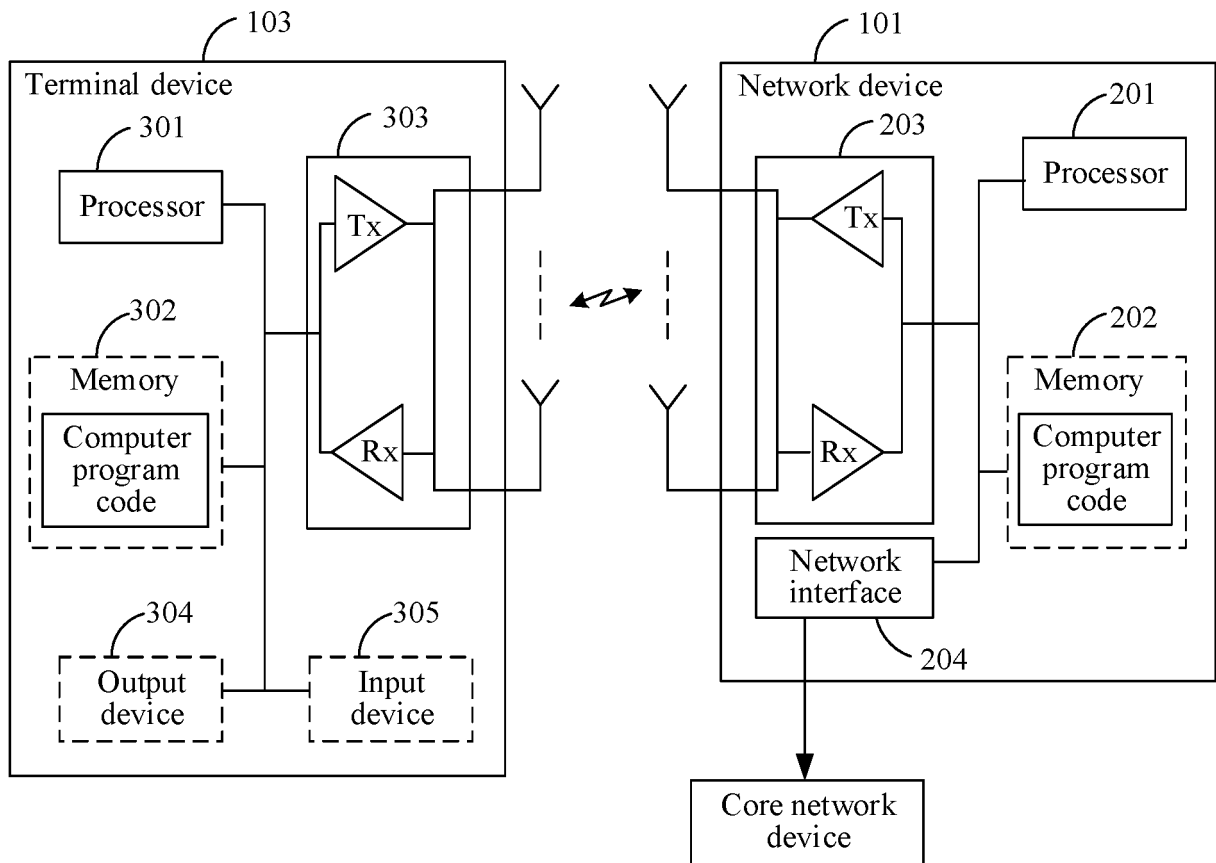 103
Terminal device
301
Processor
303
Tx
Rx
302
Memory
Computer
program
code
304
Output
device
305
Input
device
101
Network device
203
Tx
Rx
201
Processor
202
Memory
Computer
program
code
Network
interface
204
Core network
device